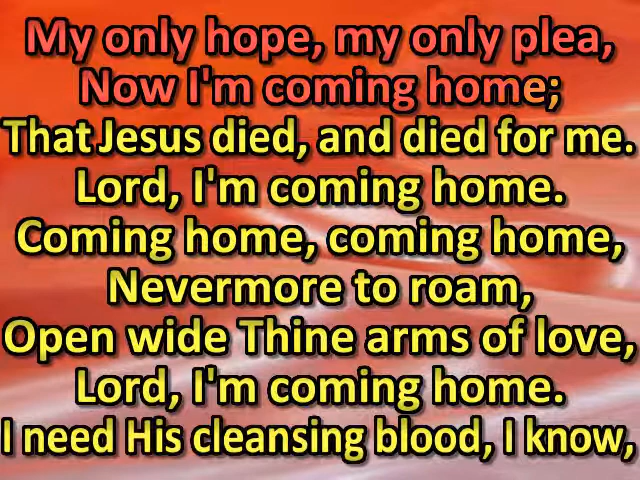 My only hope, my only plea,
Now I'm coming home;
That Jesus died, and died for me.
Lord, I'm coming home.
Coming home, coming home,
Nevermore to roam,
Open wide Thine arms of love,
Lord, I'm coming home.
I need His cleansing blood, I know,